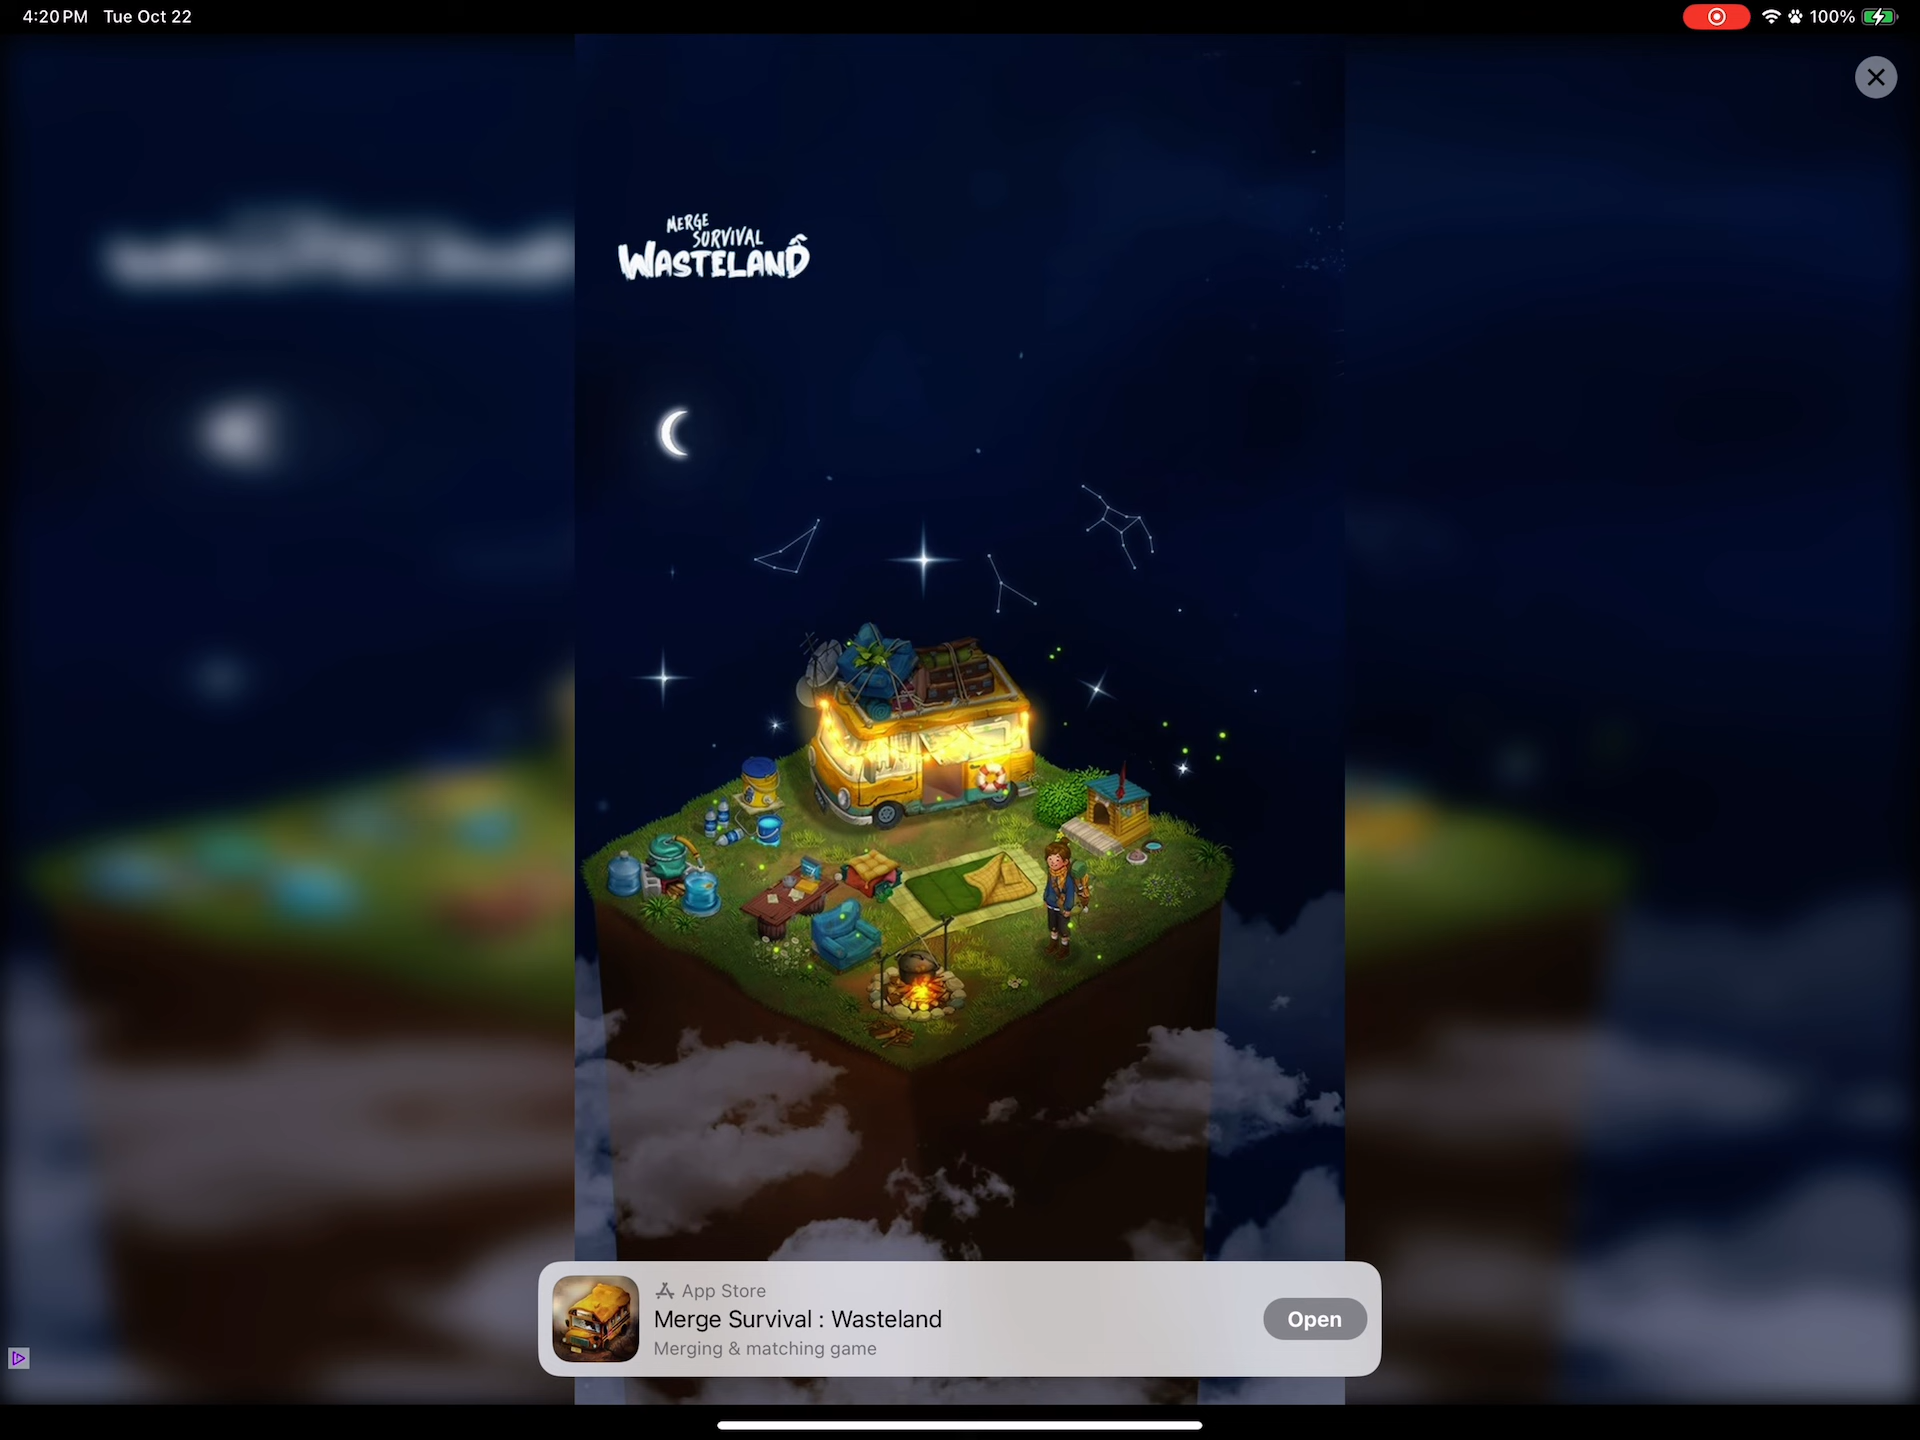 4:20 PM Tue Oct 22
100%
MERGE
SURVIVAL
WASTELAND
App Store
Merge Survival : Wasteland
Merging & matching game
Open